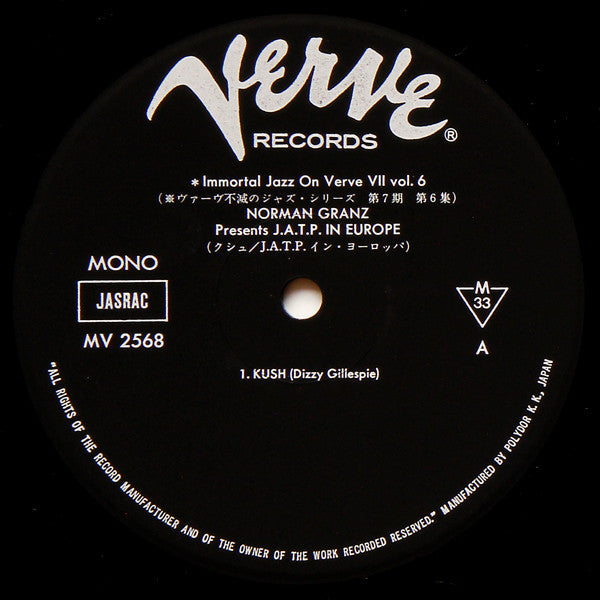 Verve
RECORDS®
* Immortal Jazz On Verve VII vol. 6
(※ヴァーヴ不滅のジャズ・シリーズ 第7期 第6集)
NORMAN GRANZ
Presents J.A.T.P. IN EUROPE
(クシュ/J.A.T.P. イン・ヨーロッパ)
MONO
JASRAC
MV 2568
M
33
A
1. KUSH (Dizzy Gillespie)
"ALL RIGHTS OF THE RECORD MANUFACTURER AND OF THE OWNER OF THE WORK RECORDED RESERVED." MANUFACTURED BY POLYDOR K. K., JAPAN